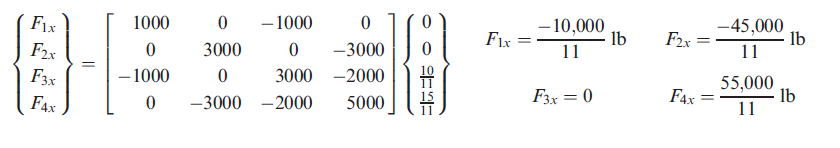 F1x 1000 0 −1000 0 0
F2x 0 3000 0 −3000 0
F3x = −1000 0 3000 −2000 10/11
F4x 0 −3000 −2000 5000 15/11
F1x = −10,000/11 lb F2x = −45,000/11 lb
F3x = 0 F4x = 55,000/11 lb